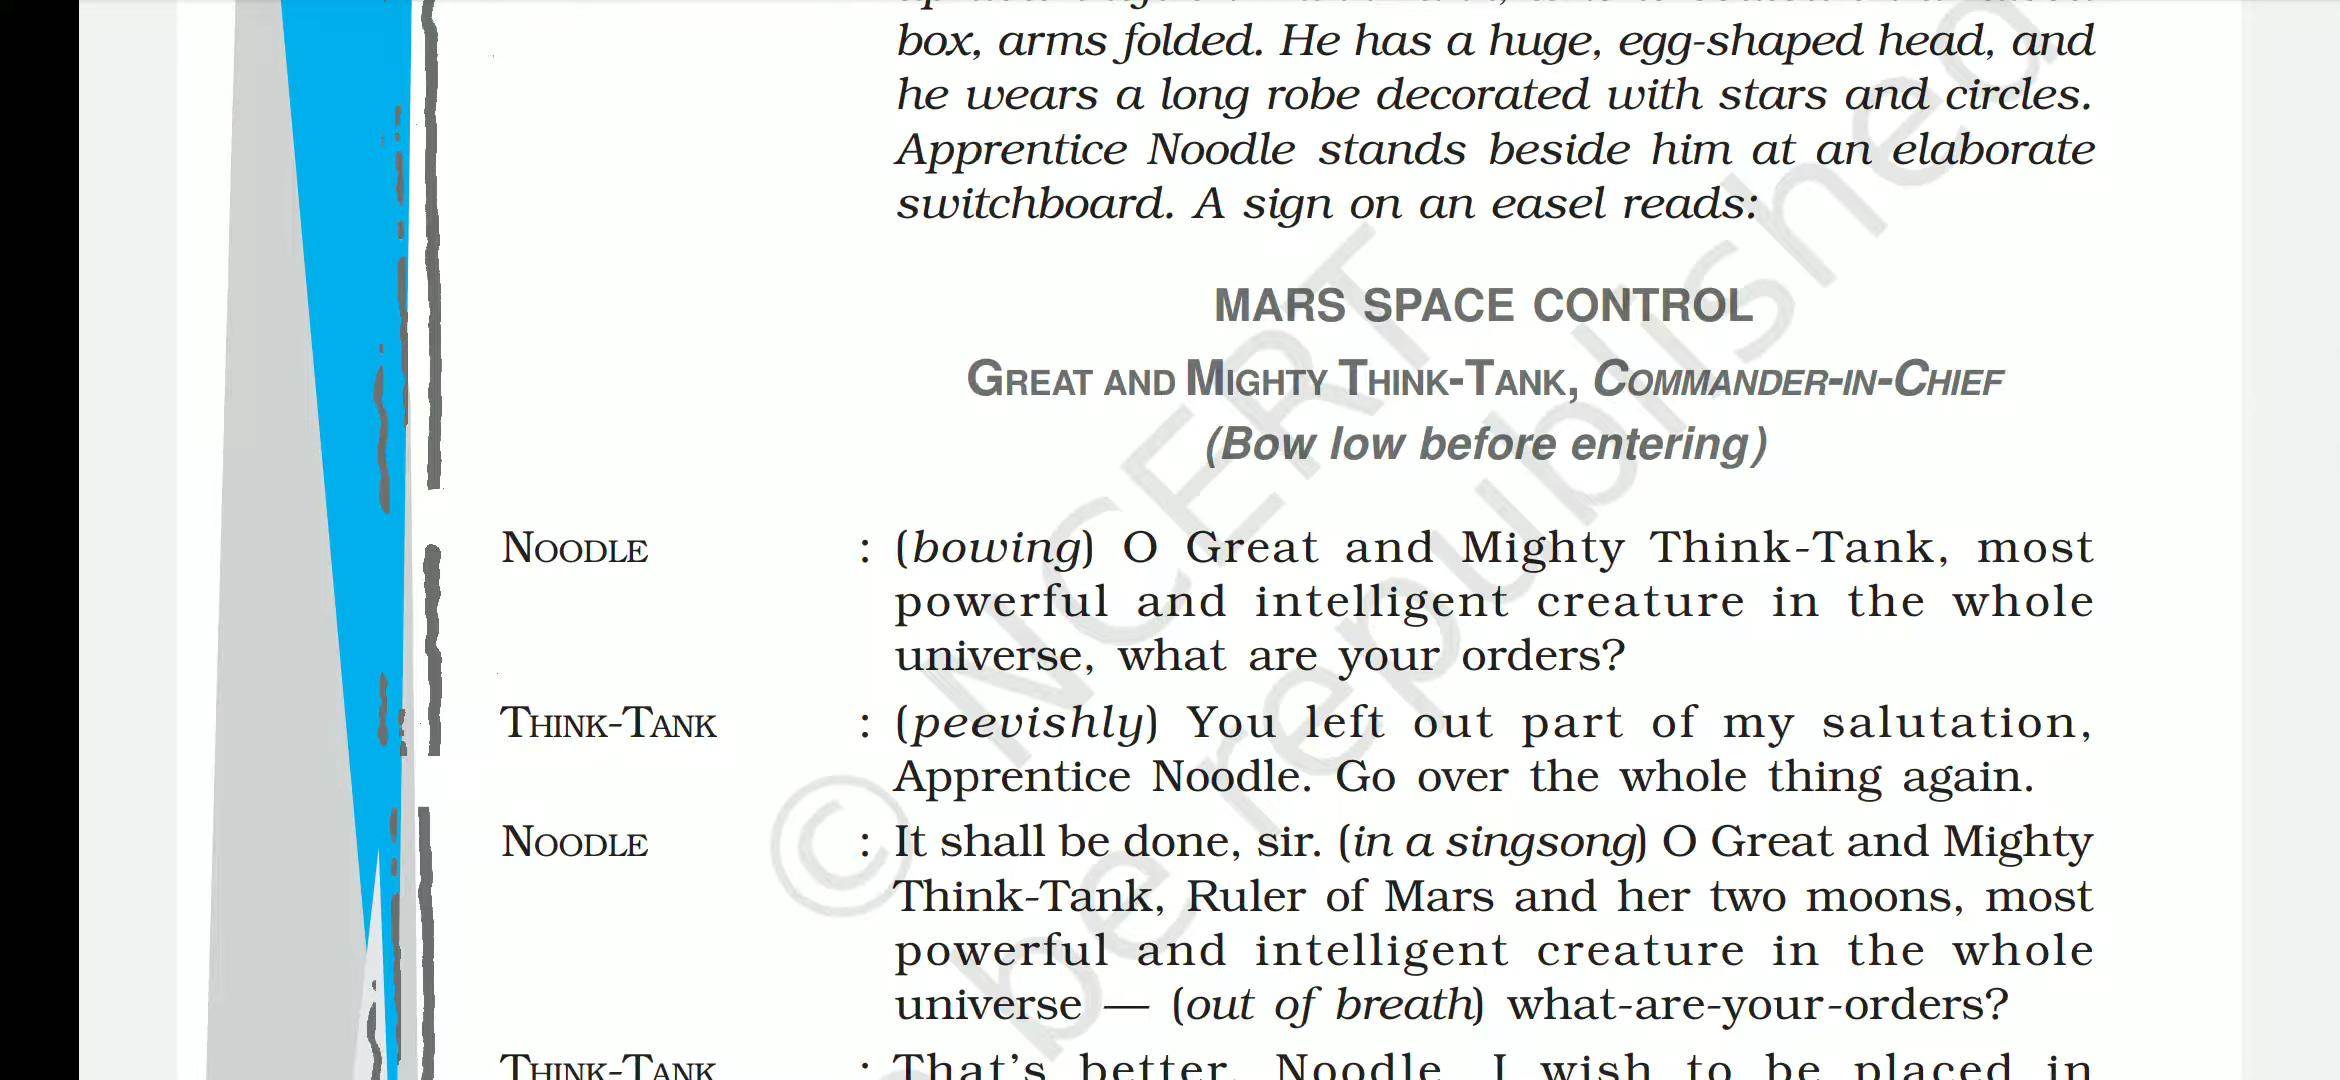 box, arms folded. He has a huge, egg-shaped head, and
he wears a long robe decorated with stars and circles.
Apprentice Noodle stands beside him at an elaborate
switchboard. A sign on an easel reads:
MARS SPACE CONTROL
GREAT AND MIGHTY THINK-TANK, COMMANDER-IN-CHIEF
(Bow low before entering)
NOODLE : (bowing) O Great and Mighty Think-Tank, most
powerful and intelligent creature in the whole
universe, what are your orders?
THINK-TANK : (peevishly) You left out part of my salutation,
Apprentice Noodle. Go over the whole thing again.
NOODLE : It shall be done, sir. (in a singsong) O Great and Mighty
Think-Tank, Ruler of Mars and her two moons, most
powerful and intelligent creature in the whole
universe — (out of breath) what-are-your-orders?
THINK-TANK : That's better, Noodle. I wish to be placed in
© NCERT
be republished